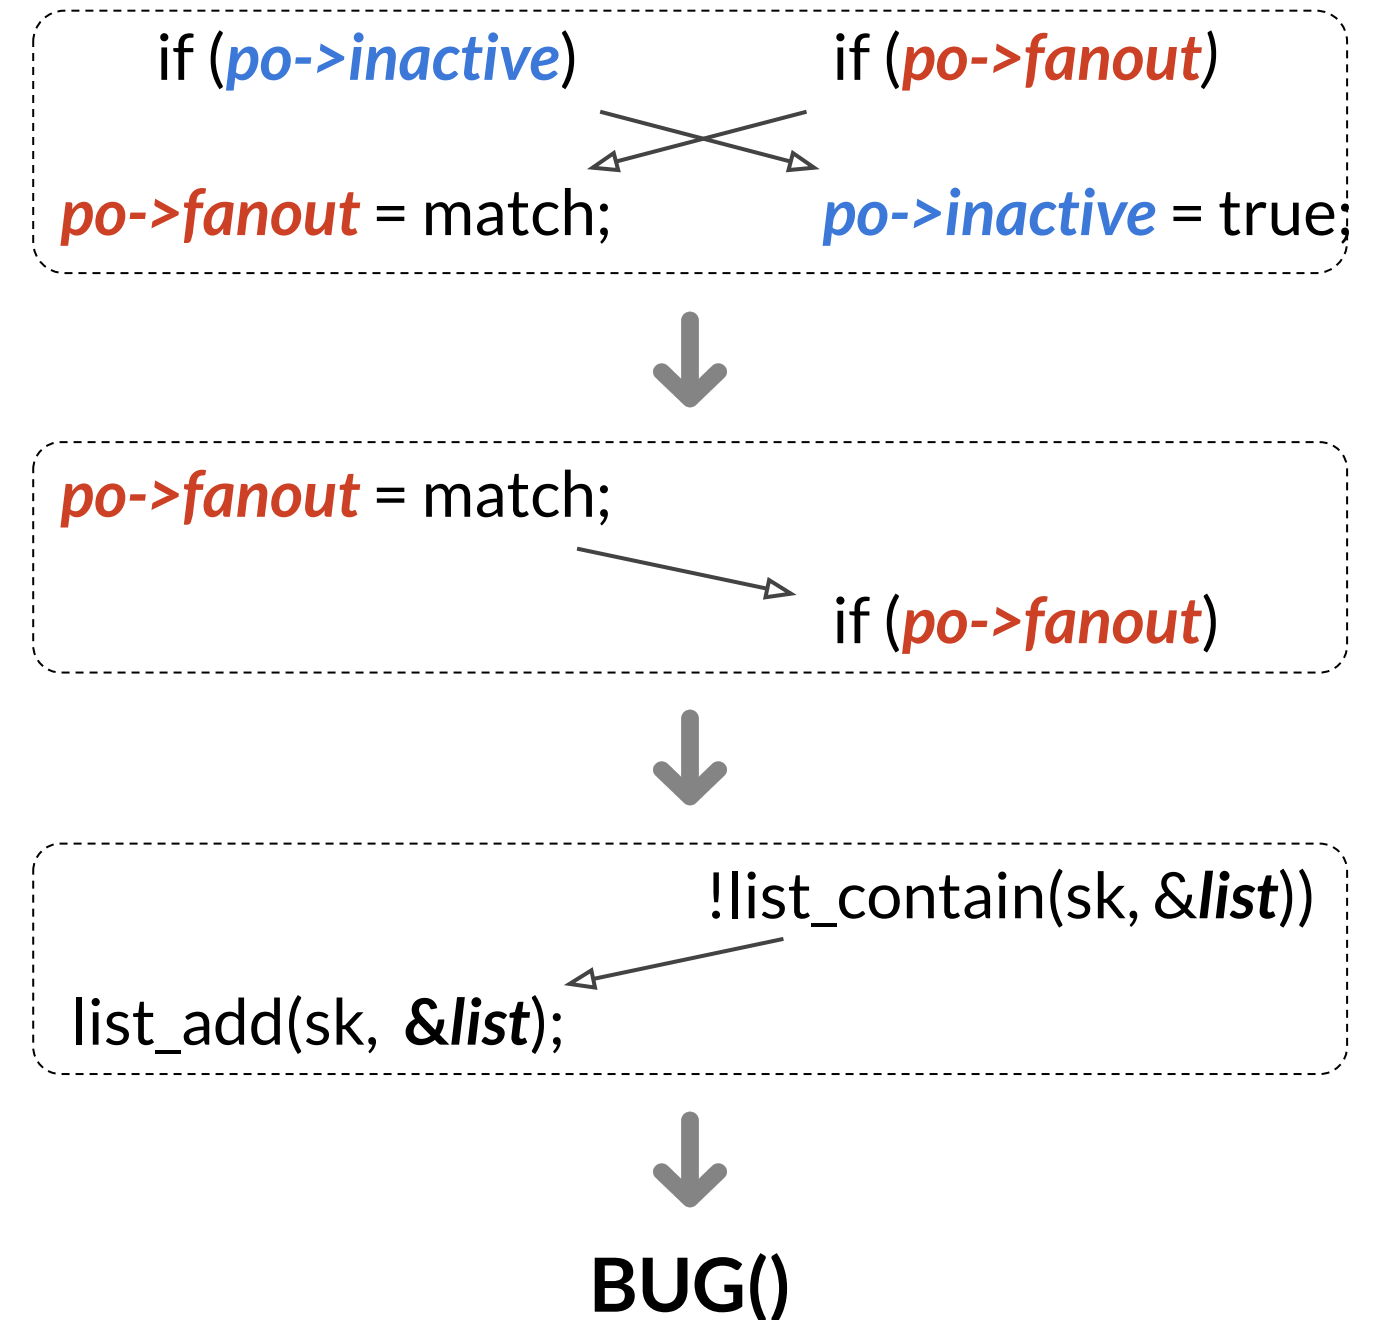 if (po->inactive)
if (po->fanout)
po->fanout = match;
po->inactive = true;
po->fanout = match;
if (po->fanout)
!list_contain(sk, &list))
list_add(sk, &list);
BUG()